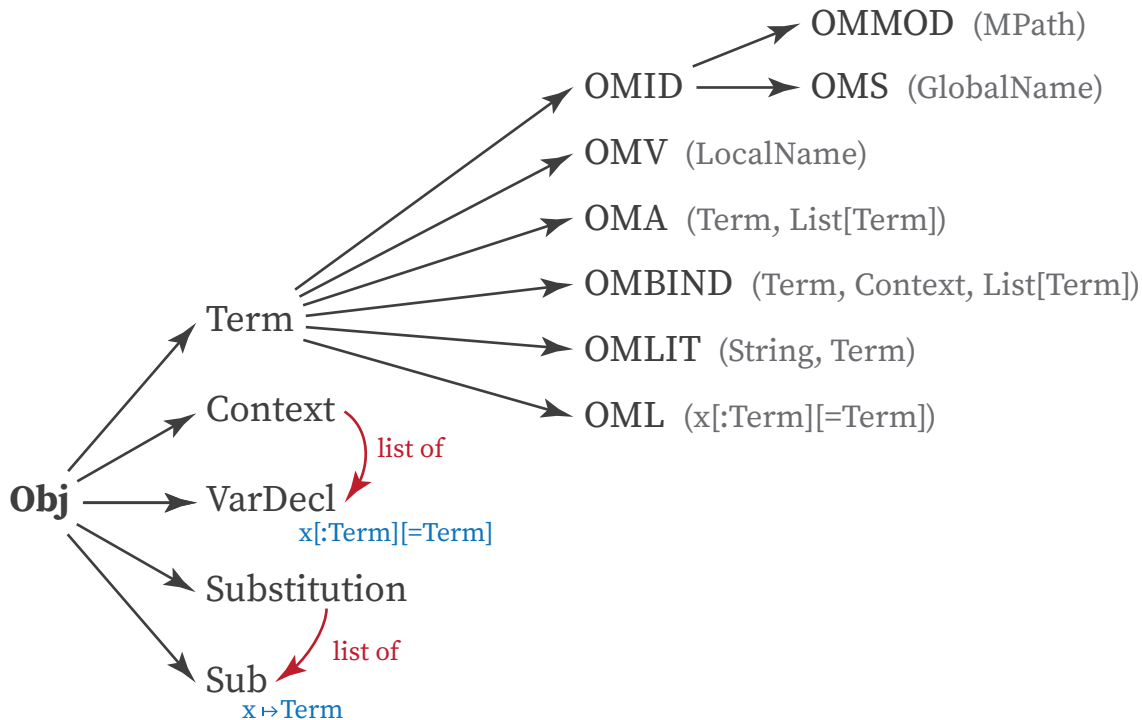 OMMOD (MPath)
OMID
OMS (GlobalName)
OMV (LocalName)
OMA (Term, List[Term])
OMBIND (Term, Context, List[Term])
Term
OMLIT (String, Term)
Context
OML (x[:Term][=Term])
list of
Obj
VarDecl
x[:Term][=Term]
Substitution
list of
Sub
x ↦ Term